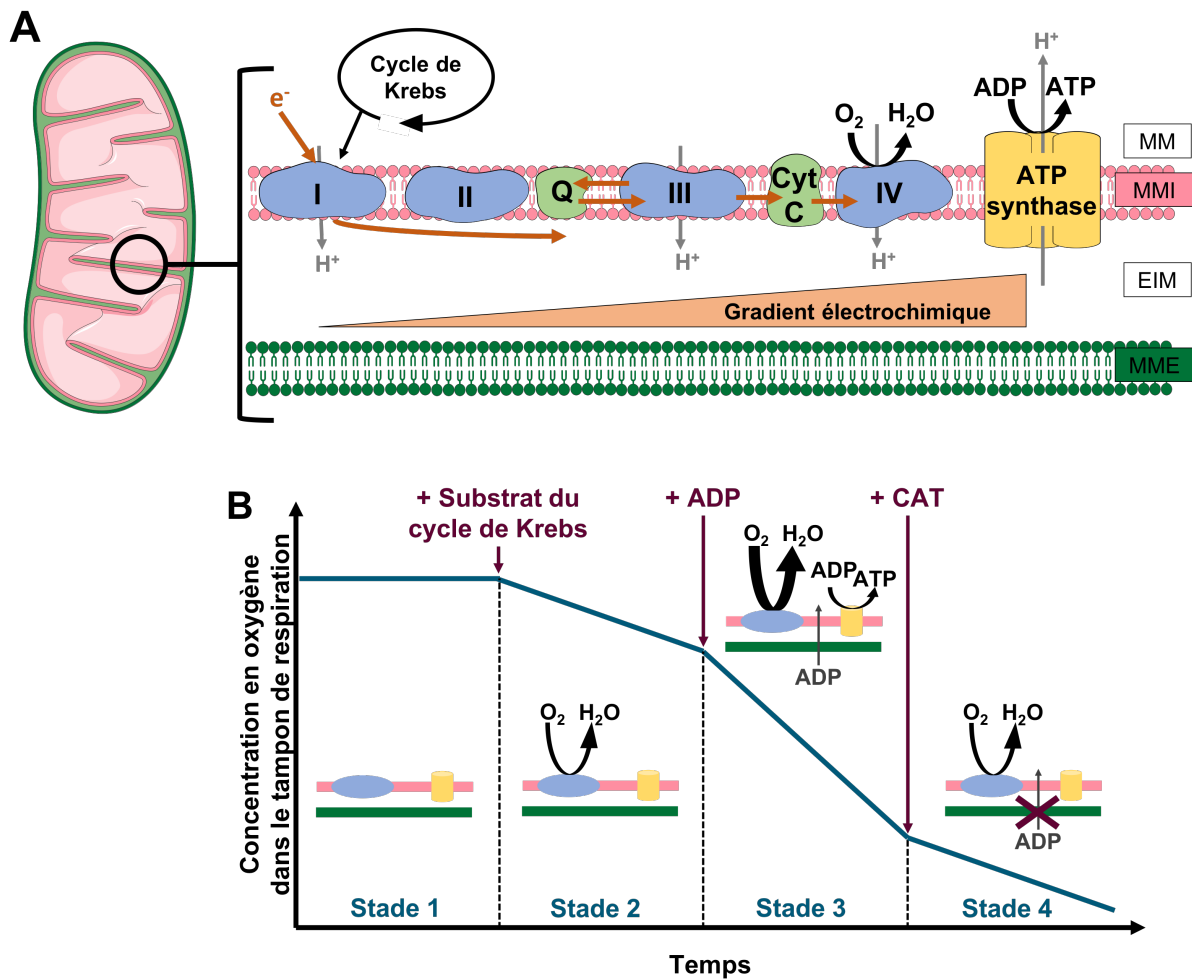 A
Cycle de
Krebs
e-
H+
ADP
ATP
O₂
H₂O
MM
I
II
Q
III
Cyt
C
IV
ATP
synthase
MMI
H+
H+
H+
EIM
Gradient électrochimique
MME
B
+ Substrat du
cycle de Krebs
+ ADP
+ CAT
Concentration en oxygène
dans le tampon de respiration
O₂
H₂O
ADP
ATP
ADP
O₂
H₂O
O₂
H₂O
ADP
Stade 1
Stade 2
Stade 3
Stade 4
Temps